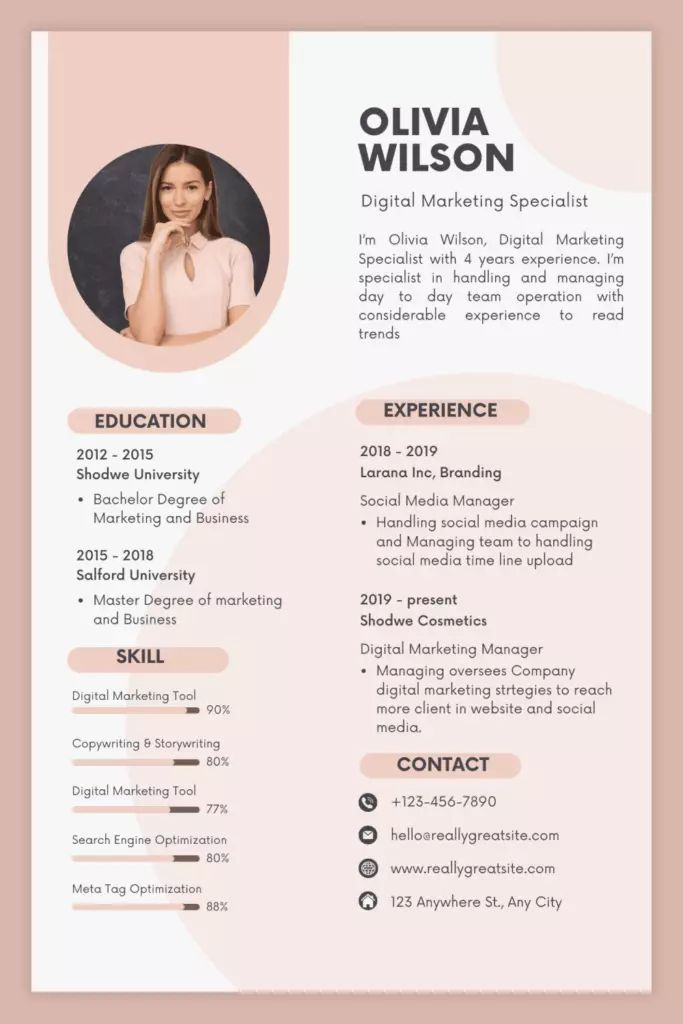 OLIVIA
WILSON
Digital Marketing Specialist
I'm Olivia Wilson, Digital Marketing
Specialist with 4 years experience. I'm
specialist in handling and managing
day to day team operation with
considerable experience to read
trends
EDUCATION
2012 - 2015
Shodwe University
• Bachelor Degree of
Marketing and Business
2015 - 2018
Salford University
• Master Degree of marketing
and Business
SKILL
Digital Marketing Tool
90%
Copywriting & Storywriting
80%
Digital Marketing Tool
77%
Search Engine Optimization
80%
Meta Tag Optimization
88%
EXPERIENCE
2018 - 2019
Larana Inc, Branding
Social Media Manager
• Handling social media campaign
and Managing team to handling
social media time line upload
2019 - present
Shodwe Cosmetics
Digital Marketing Manager
• Managing oversees Company
digital marketing strtegies to reach
more client in website and social
media.
CONTACT
+123-456-7890
hello@reallygreatsite.com
www.reallygreatsite.com
123 Anywhere St., Any City